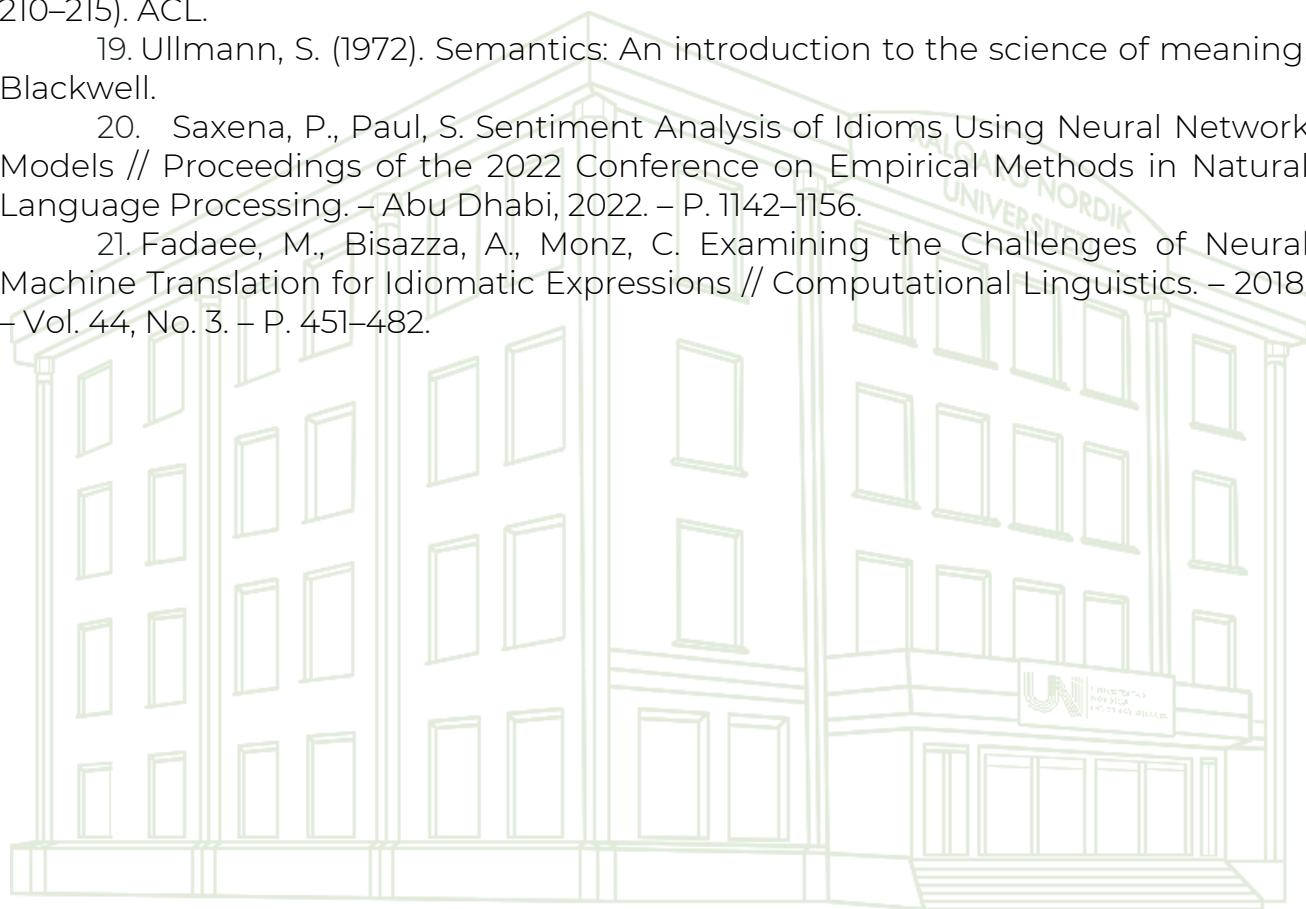 210–215). ACL.
19. Ullmann, S. (1972). Semantics: An introduction to the science of meaning
Blackwell.
20. Saxena, P., Paul, S. Sentiment Analysis of Idioms Using Neural Network
Models // Proceedings of the 2022 Conference on Empirical Methods in Natural
Language Processing. – Abu Dhabi, 2022. – P. 1142–1156.
21. Fadaee, M., Bisazza, A., Monz, C. Examining the Challenges of Neural
Machine Translation for Idiomatic Expressions // Computational Linguistics. – 2018
– Vol. 44, No. 3. – P. 451–482.
NORDIK
UNI